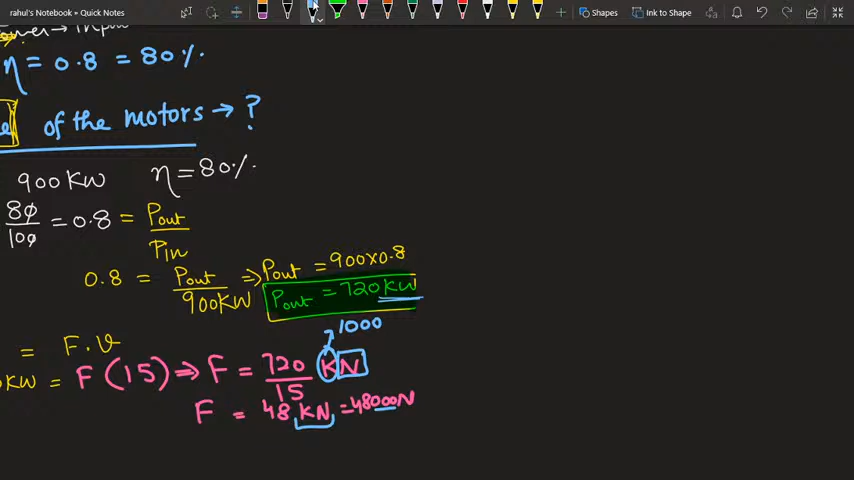 rahul's Notebook • Quick Notes
Shapes
Ink to Share
→ Input
η = 0.8 = 80%
of the motors → ?
900 KW η = 80%
80/100 = 0.8 = Pout/Pin
0.8 = Pout/900KW ⇒ Pout = 900×0.8
Pout = 720 KW
1000
= F.v
KW = F (15) ⇒ F = 720/15 KN
F = 48 KN = 48000N